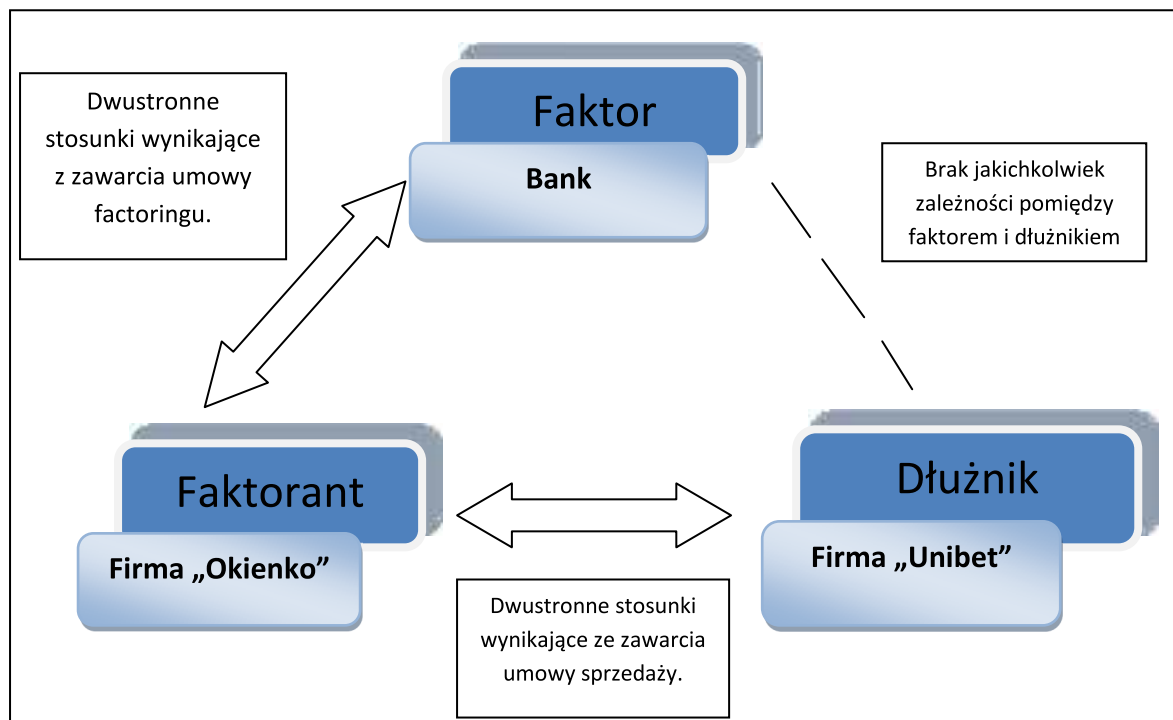 Dwustronne
stosunki wynikające
z zawarcia umowy
factoringu.
Faktor
Bank
Brak jakichkolwiek
zależności pomiędzy
faktorem i dłużnikiem
Faktorant
Firma „Okienko”
Dłużnik
Firma „Unibet”
Dwustronne stosunki
wynikające ze zawarcia
umowy sprzedaży.